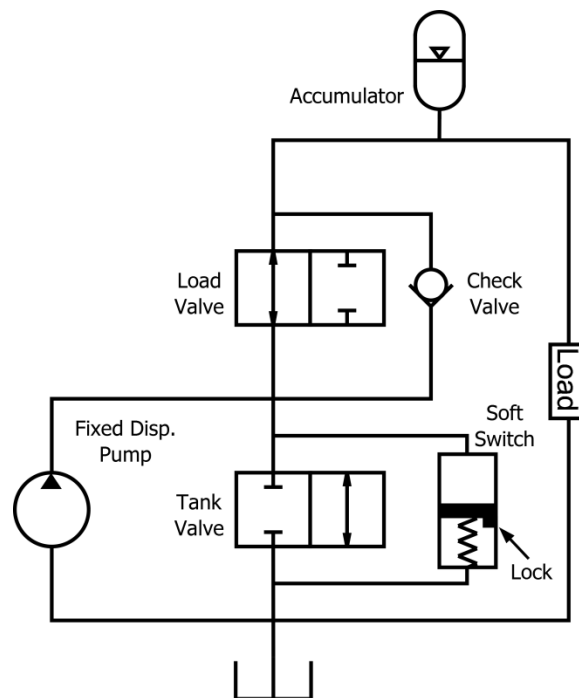 Accumulator
Load
Valve
Check
Valve
Load
Fixed Disp.
Pump
Soft
Switch
Tank
Valve
Lock